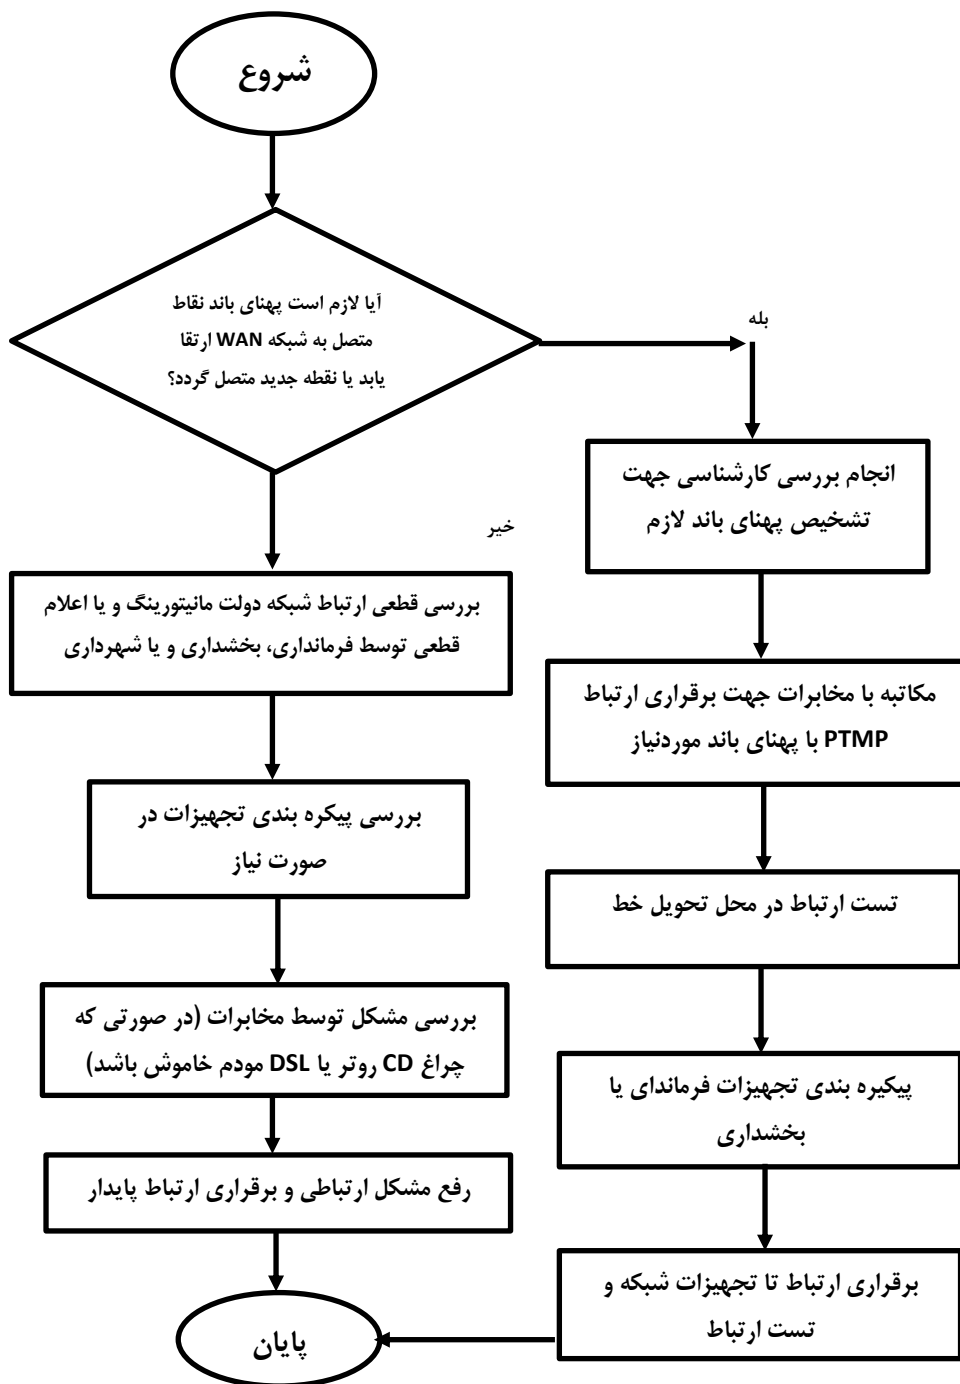 شروع
آیا لازم است پهنای باند نقاط
متصل به شبکه WAN ارتقا
یابد یا نقطه جدید متصل گردد؟
بله
انجام بررسی کارشناسی جهت
تشخیص پهنای باند لازم
مکاتبه با مخابرات جهت برقراری ارتباط
PTMP با پهنای باند موردنیاز
تست ارتباط در محل تحویل خط
پیکیره بندی تجهیزات فرماندای یا
بخشداری
برقراری ارتباط تا تجهیزات شبکه و
تست ارتباط
خیر
بررسی قطعی ارتباط شبکه دولت مانیتورینگ و یا اعلام
قطعی توسط فرمانداری، بخشداری و یا شهرداری
بررسی پیکره بندی تجهیزات در
صورت نیاز
بررسی مشکل توسط مخابرات (در صورتی که
چراغ CD روتر یا DSL مودم خاموش باشد)
رفع مشکل ارتباطی و برقراری ارتباط پایدار
پایان